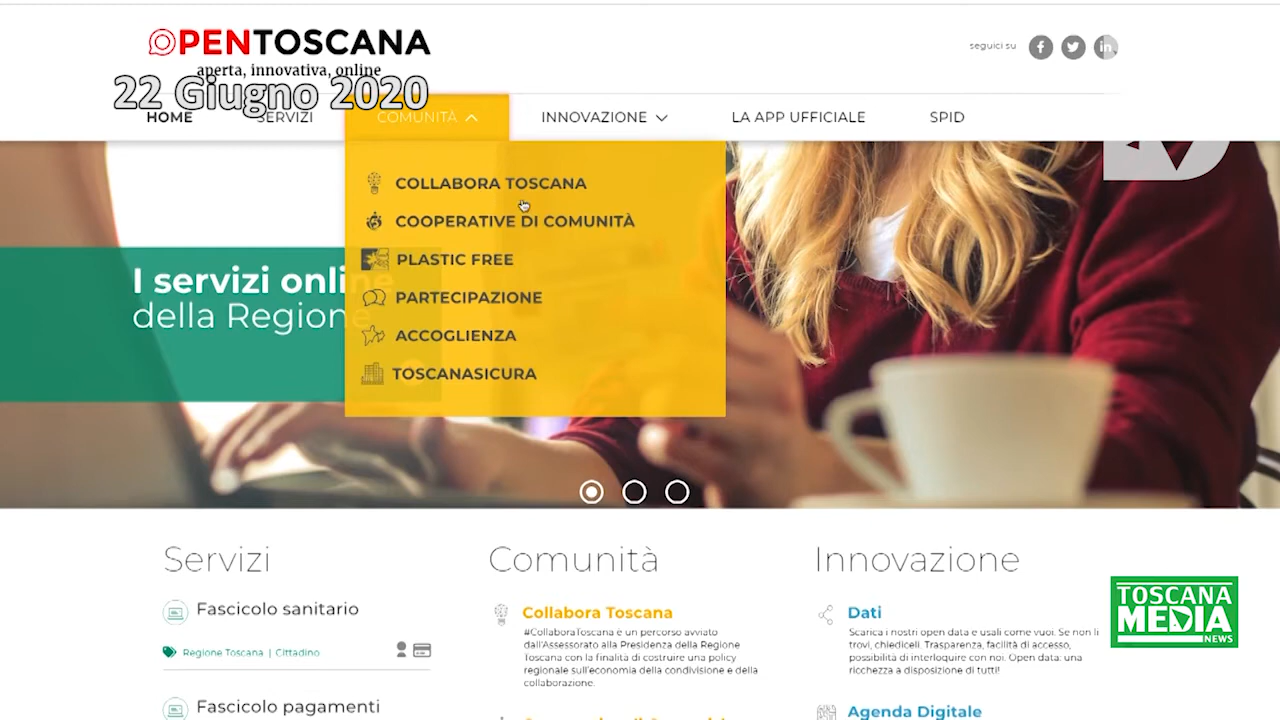 OPENTOSCANA
aperta, innovativa, online
22 Giugno 2020
seguici su
HOME
SERVIZI
COMUNITÀ
INNOVAZIONE
LA APP UFFICIALE
SPID
COLLABORA TOSCANA
COOPERATIVE DI COMUNITÀ
PLASTIC FREE
PARTECIPAZIONE
ACCOGLIENZA
TOSCANASICURA
I servizi online
della Regione
Servizi
Fascicolo sanitario
Regione Toscana | Cittadino
Fascicolo pagamenti
Comunità
Collabora Toscana
#CollaboraToscana è un percorso avviato
dall'Assessorato alla Presidenza della Regione
Toscana con la finalità di costruire una policy
regionale sull'economia della condivisione e della
collaborazione.
Innovazione
Dati
Scarica i nostri open data e usali come vuoi. Se non li
trovi, chiediceli. Trasparenza, facilità di accesso,
possibilità di interloquire con noi. Open data: una
ricchezza a disposizione di tutti!
Agenda Digitale
TOSCANA
MEDIA
NEWS